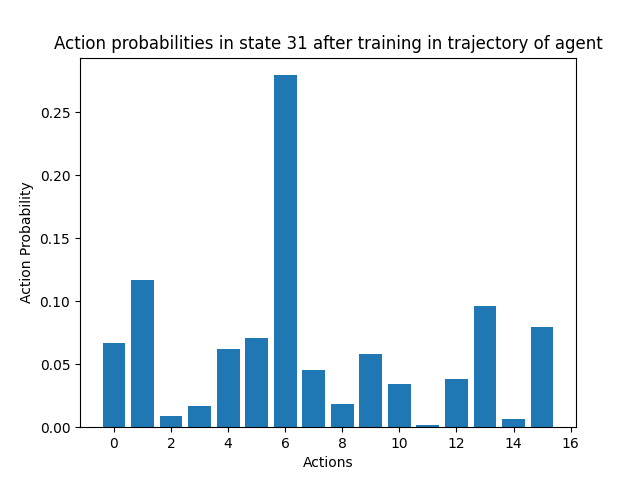 Action probabilities in state 31 after training in trajectory of agent
Action Probability
0.25
0.20
0.15
0.10
0.05
0.00
0 2 4 6 8 10 12 14 16
Actions